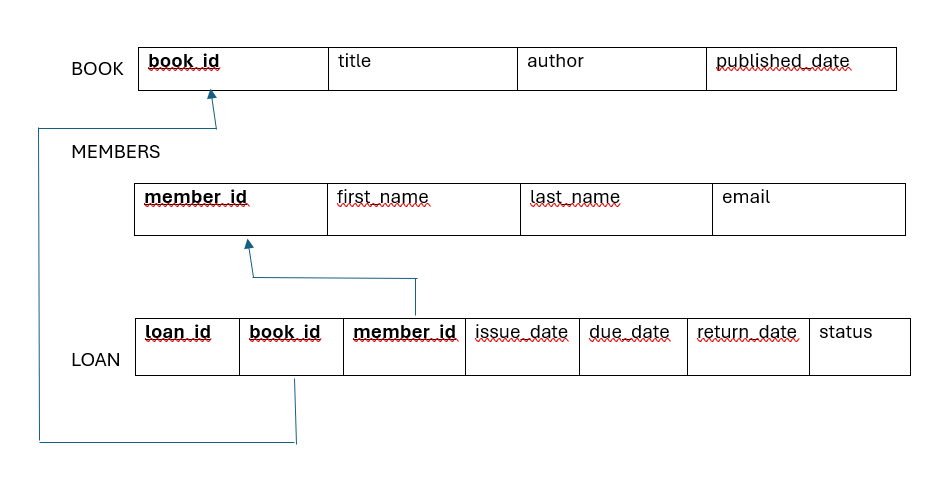 BOOK book_id title author published_date
MEMBERS
member_id first_name last_name email
loan_id book_id member_id issue_date due_date return_date status
LOAN